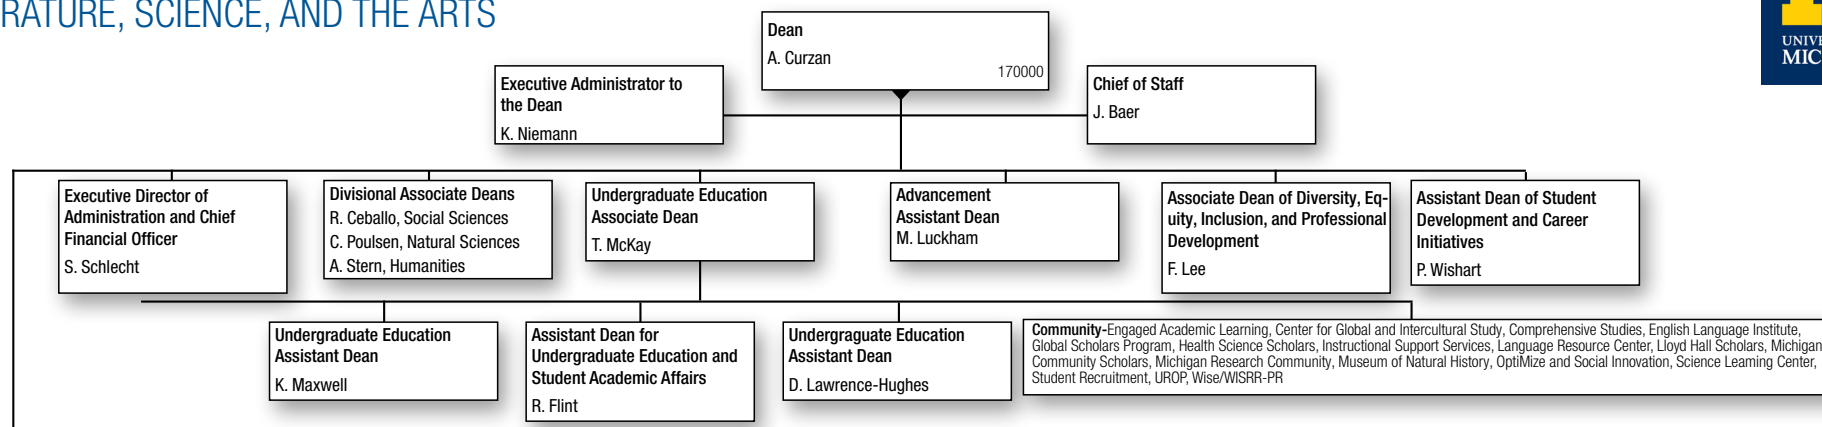 RATURE, SCIENCE, AND THE ARTS
Dean
A. Curzan
170000
Executive Administrator to
the Dean
K. Niemann
Chief of Staff
J. Baer
Executive Director of
Administration and Chief
Financial Officer
S. Schlecht
Divisional Associate Deans
R. Ceballo, Social Sciences
C. Poulsen, Natural Sciences
A. Stern, Humanities
Undergraduate Education
Associate Dean
T. McKay
Advancement
Assistant Dean
M. Luckham
Associate Dean of Diversity, Eq-
uity, Inclusion, and Professional
Development
F. Lee
Assistant Dean of Student
Development and Career
Initiatives
P. Wishart
Undergraduate Education
Assistant Dean
K. Maxwell
Assistant Dean for
Undergraduate Education and
Student Academic Affairs
R. Flint
Undergraguate Education
Assistant Dean
D. Lawrence-Hughes
Community-Engaged Academic Learning, Center for Global and Intercultural Study, Comprehensive Studies, English Language Institute,
Global Scholars Program, Health Science Scholars, Instructional Support Services, Language Resource Center, Lloyd Hall Scholars, Michigan
Community Scholars, Michigan Research Community, Museum of Natural History, OptiMize and Social Innovation, Science Learning Center,
Student Recruitment, UROP, Wise/WISRR-PR
UNIVE
MIC